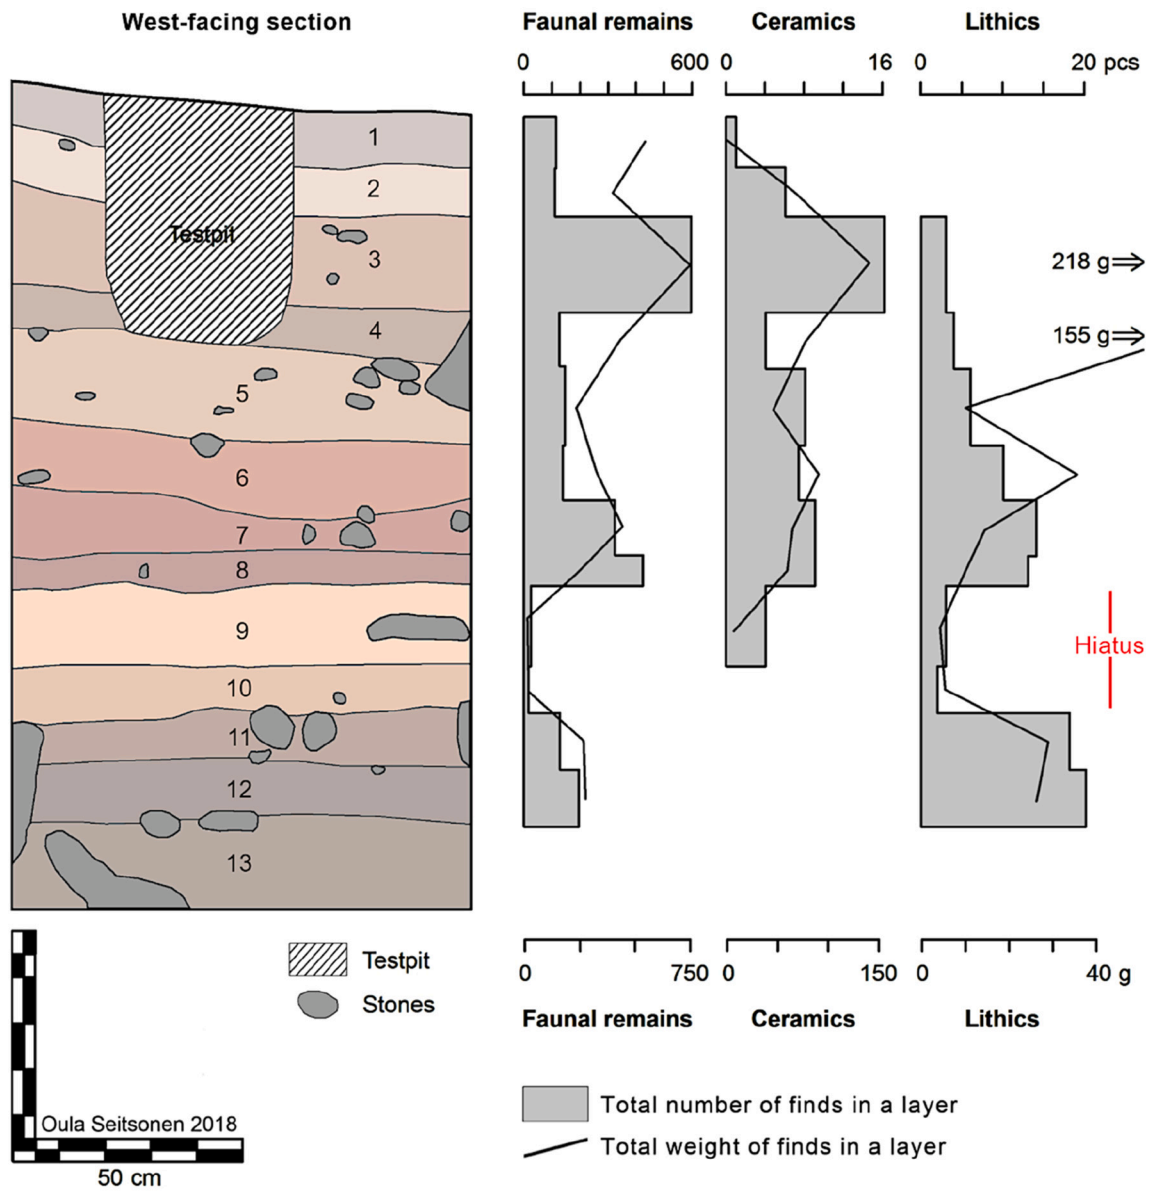 West-facing section
Faunal remains
Ceramics
Lithics
0
600
0
16
0
20 pcs
1
2
3
4
5
6
7
8
9
10
11
12
13
Testpit
218 g
155 g
Hiatus
0
750
0
150
0
40 g
Faunal remains
Ceramics
Lithics
Testpit
Stones
Oula Seitsonen 2018
50 cm
Total number of finds in a layer
Total weight of finds in a layer